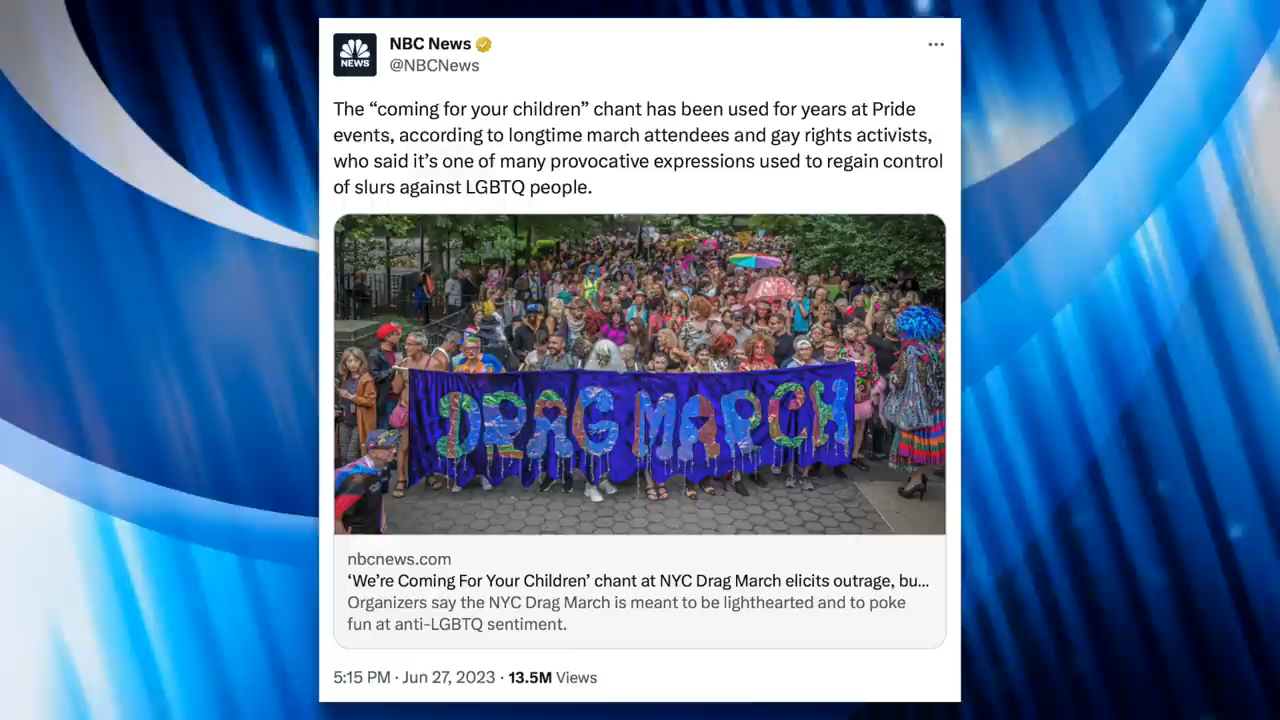 NBC News
NEWS
@NBCNews
The “coming for your children” chant has been used for years at Pride
events, according to longtime march attendees and gay rights activists,
who said it’s one of many provocative expressions used to regain control
of slurs against LGBTQ people.
DRAG MARCH
nbcnews.com
‘We’re Coming For Your Children’ chant at NYC Drag March elicits outrage, bu...
Organizers say the NYC Drag March is meant to be lighthearted and to poke
fun at anti-LGBTQ sentiment.
5:15 PM · Jun 27, 2023 · 13.5M Views